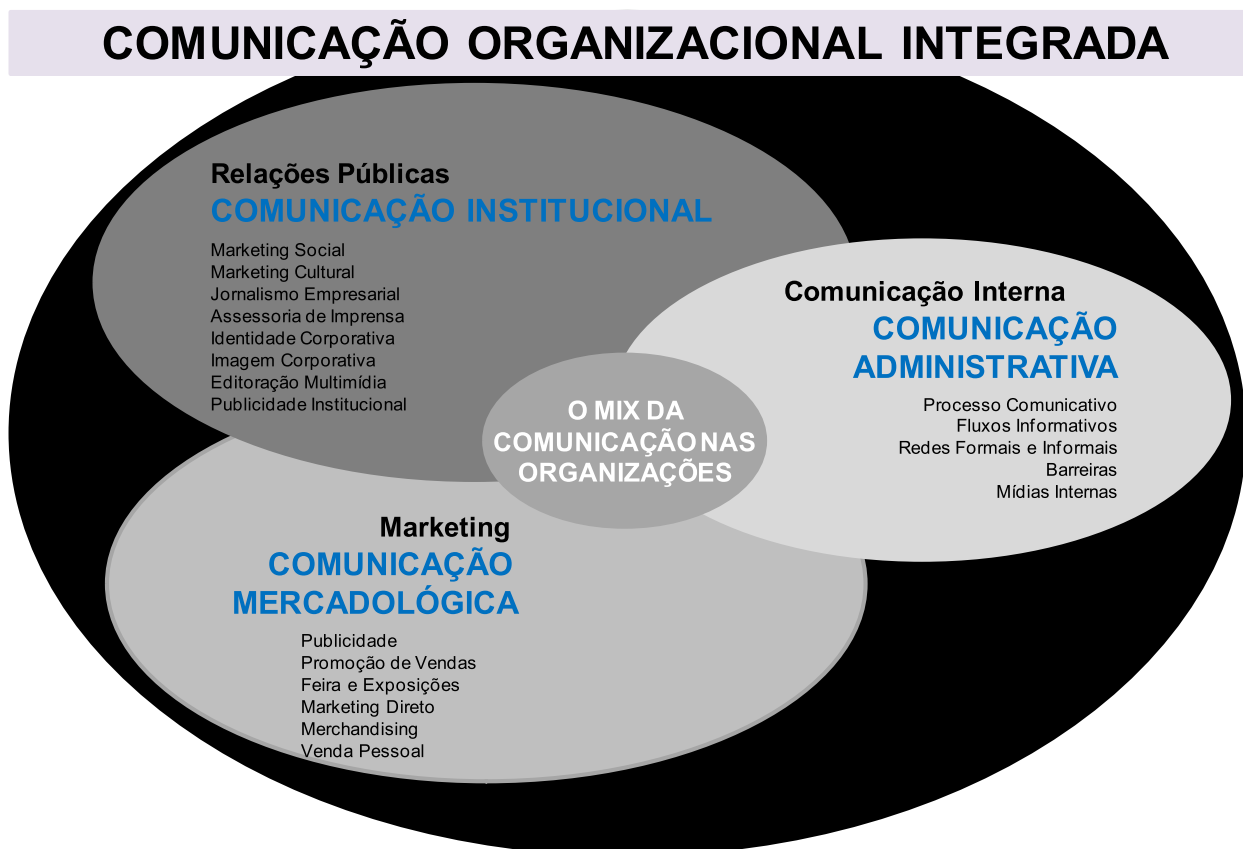 COMUNICAÇÃO ORGANIZACIONAL INTEGRADA
Relações Públicas
COMUNICAÇÃO INSTITUCIONAL
Marketing Social
Marketing Cultural
Jornalismo Empresarial
Assessoria de Imprensa
Identidade Corporativa
Imagem Corporativa
Editoração Multimídia
Publicidade Institucional
Comunicação Interna
COMUNICAÇÃO
ADMINISTRATIVA
Processo Comunicativo
Fluxos Informativos
Redes Formais e Informais
Barreiras
Mídias Internas
O MIX DA
COMUNICAÇÃO NAS
ORGANIZAÇÕES
Marketing
COMUNICAÇÃO
MERCADOLÓGICA
Publicidade
Promoção de Vendas
Feira e Exposições
Marketing Direto
Merchandising
Venda Pessoal